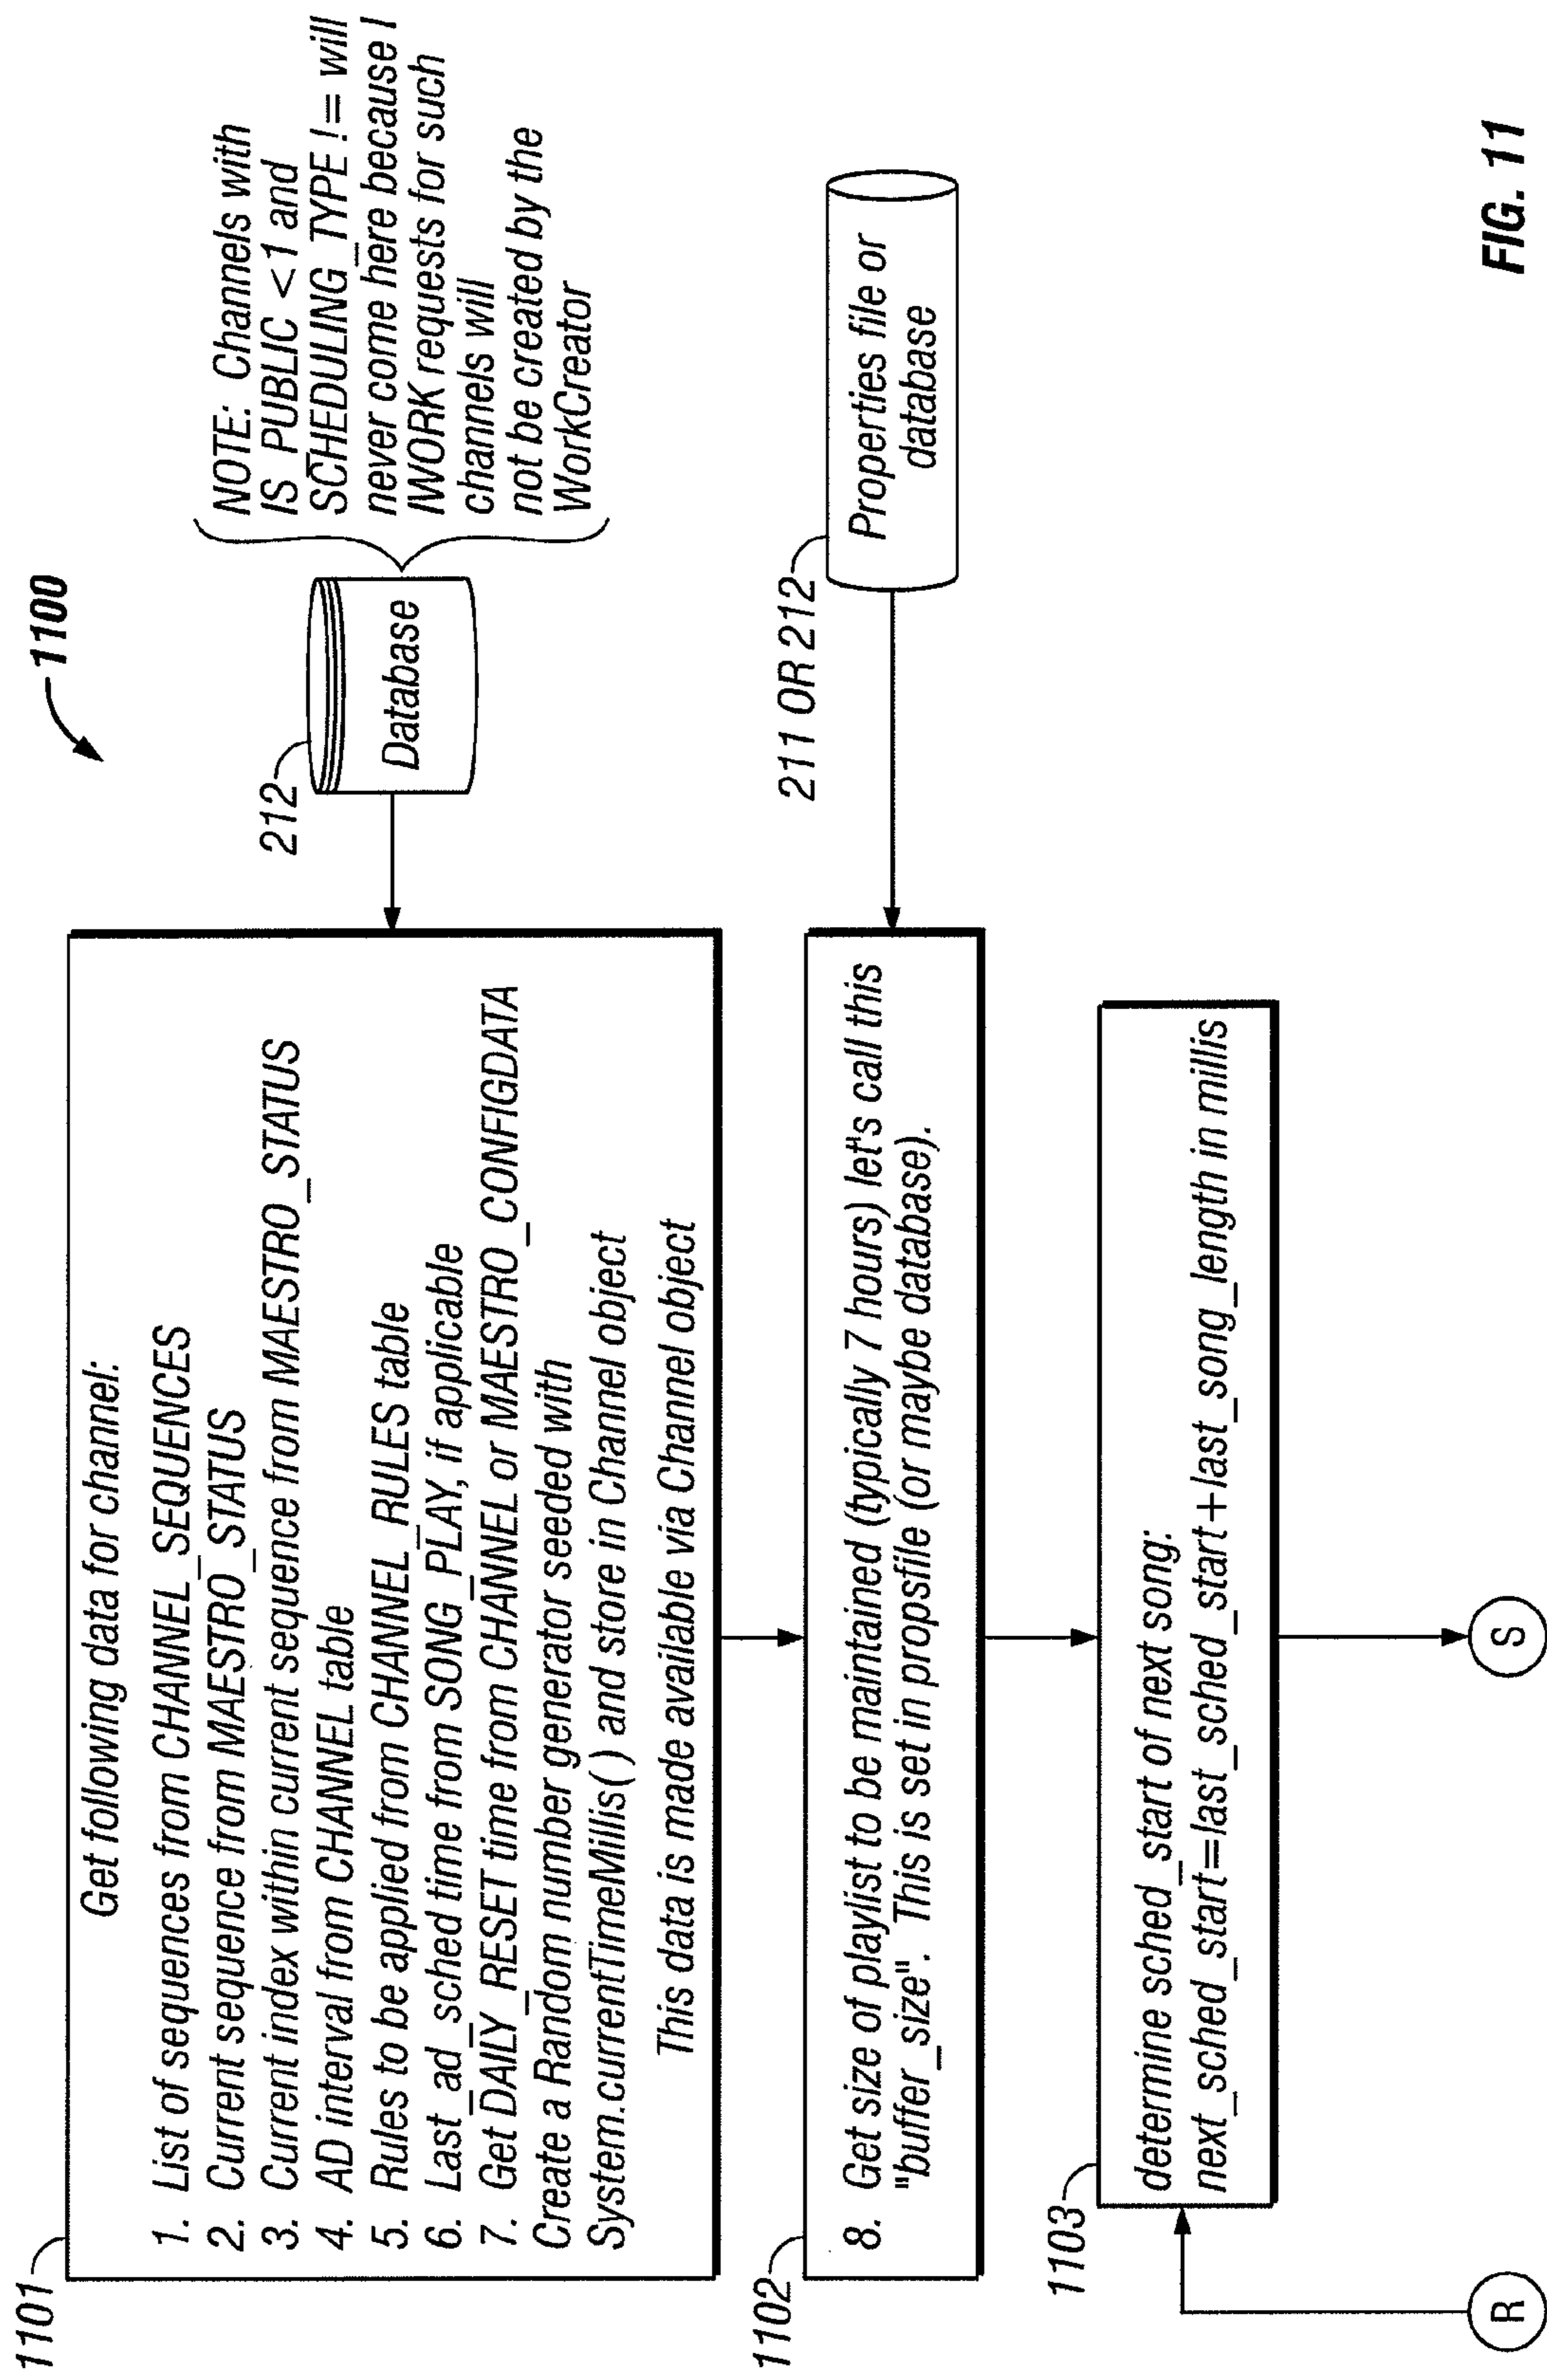 1100
1101
Get following data for channel:
1. List of sequences from CHANNEL_SEQUENCES
2. Current sequence from MAESTRO_STATUS
3. Current index within current sequence from MAESTRO_STATUS
4. AD interval from CHANNEL table
5. Rules to be applied from CHANNEL_RULES table
6. Last_ad_sched time from SONG_PLAY, if applicable
7. Get DAILY_RESET time from CHANNEL or MAESTRO_CONFIGDATA
Create a Random number generator seeded with
System.currentTimeMillis( ) and store in Channel object
This data is made available via Channel object
212
Database
NOTE: Channels with
IS_PUBLIC <1 and
SCHEDULING_TYPE != will
never come here because I
IWORK requests for such
channels will
not be created by the
WorkCreator
1102
8. Get size of playlist to be maintained (typically 7 hours) let's call this
"buffer_size". This is set in propsfile (or maybe database).
211 OR 212
Properties file or
database
1103
determine sched_start of next song:
next_sched_start=last_sched_start+last_song_length in millis
R
S
FIG. 11